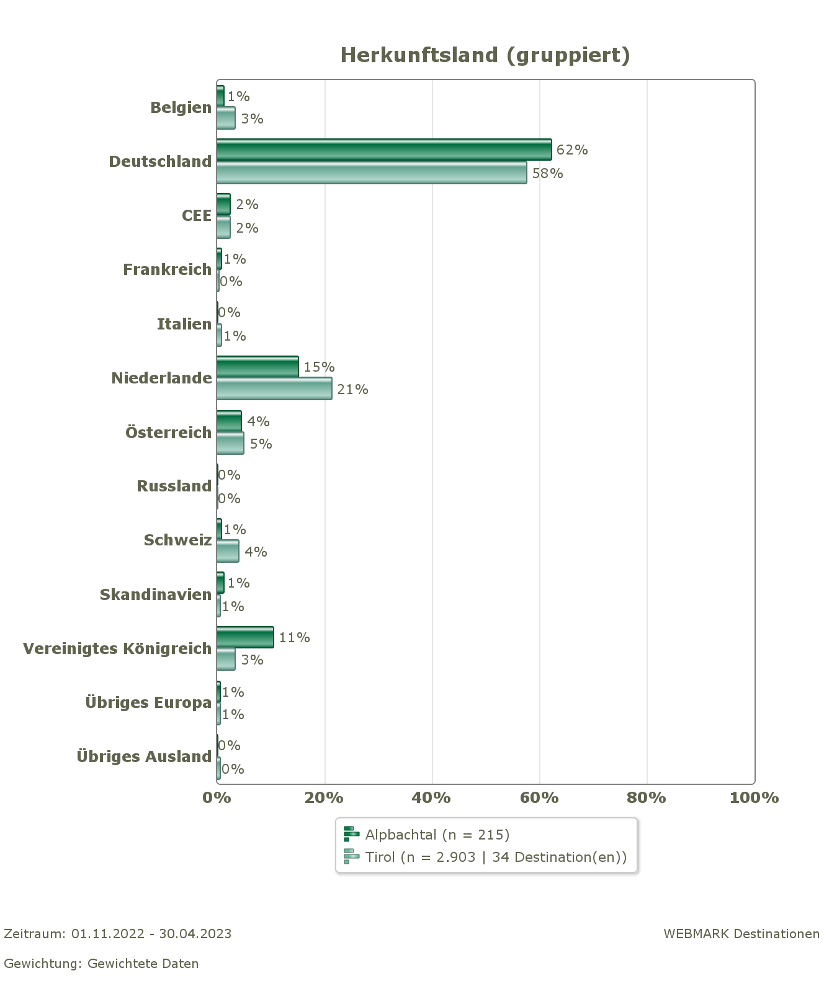 Herkunftsland (gruppiert)
Belgien
1%
3%
Deutschland
62%
58%
CEE
2%
2%
Frankreich
1%
0%
Italien
0%
1%
Niederlande
15%
21%
Österreich
4%
5%
Russland
0%
0%
Schweiz
1%
4%
Skandinavien
1%
1%
Vereinigtes Königreich
11%
3%
Übriges Europa
1%
1%
Übriges Ausland
0%
0%
0% 20% 40% 60% 80% 100%
Alpbachtal (n = 215)
Tirol (n = 2.903 | 34 Destination(en))
Zeitraum: 01.11.2022 - 30.04.2023
WEBMARK Destinationen
Gewichtung: Gewichtete Daten